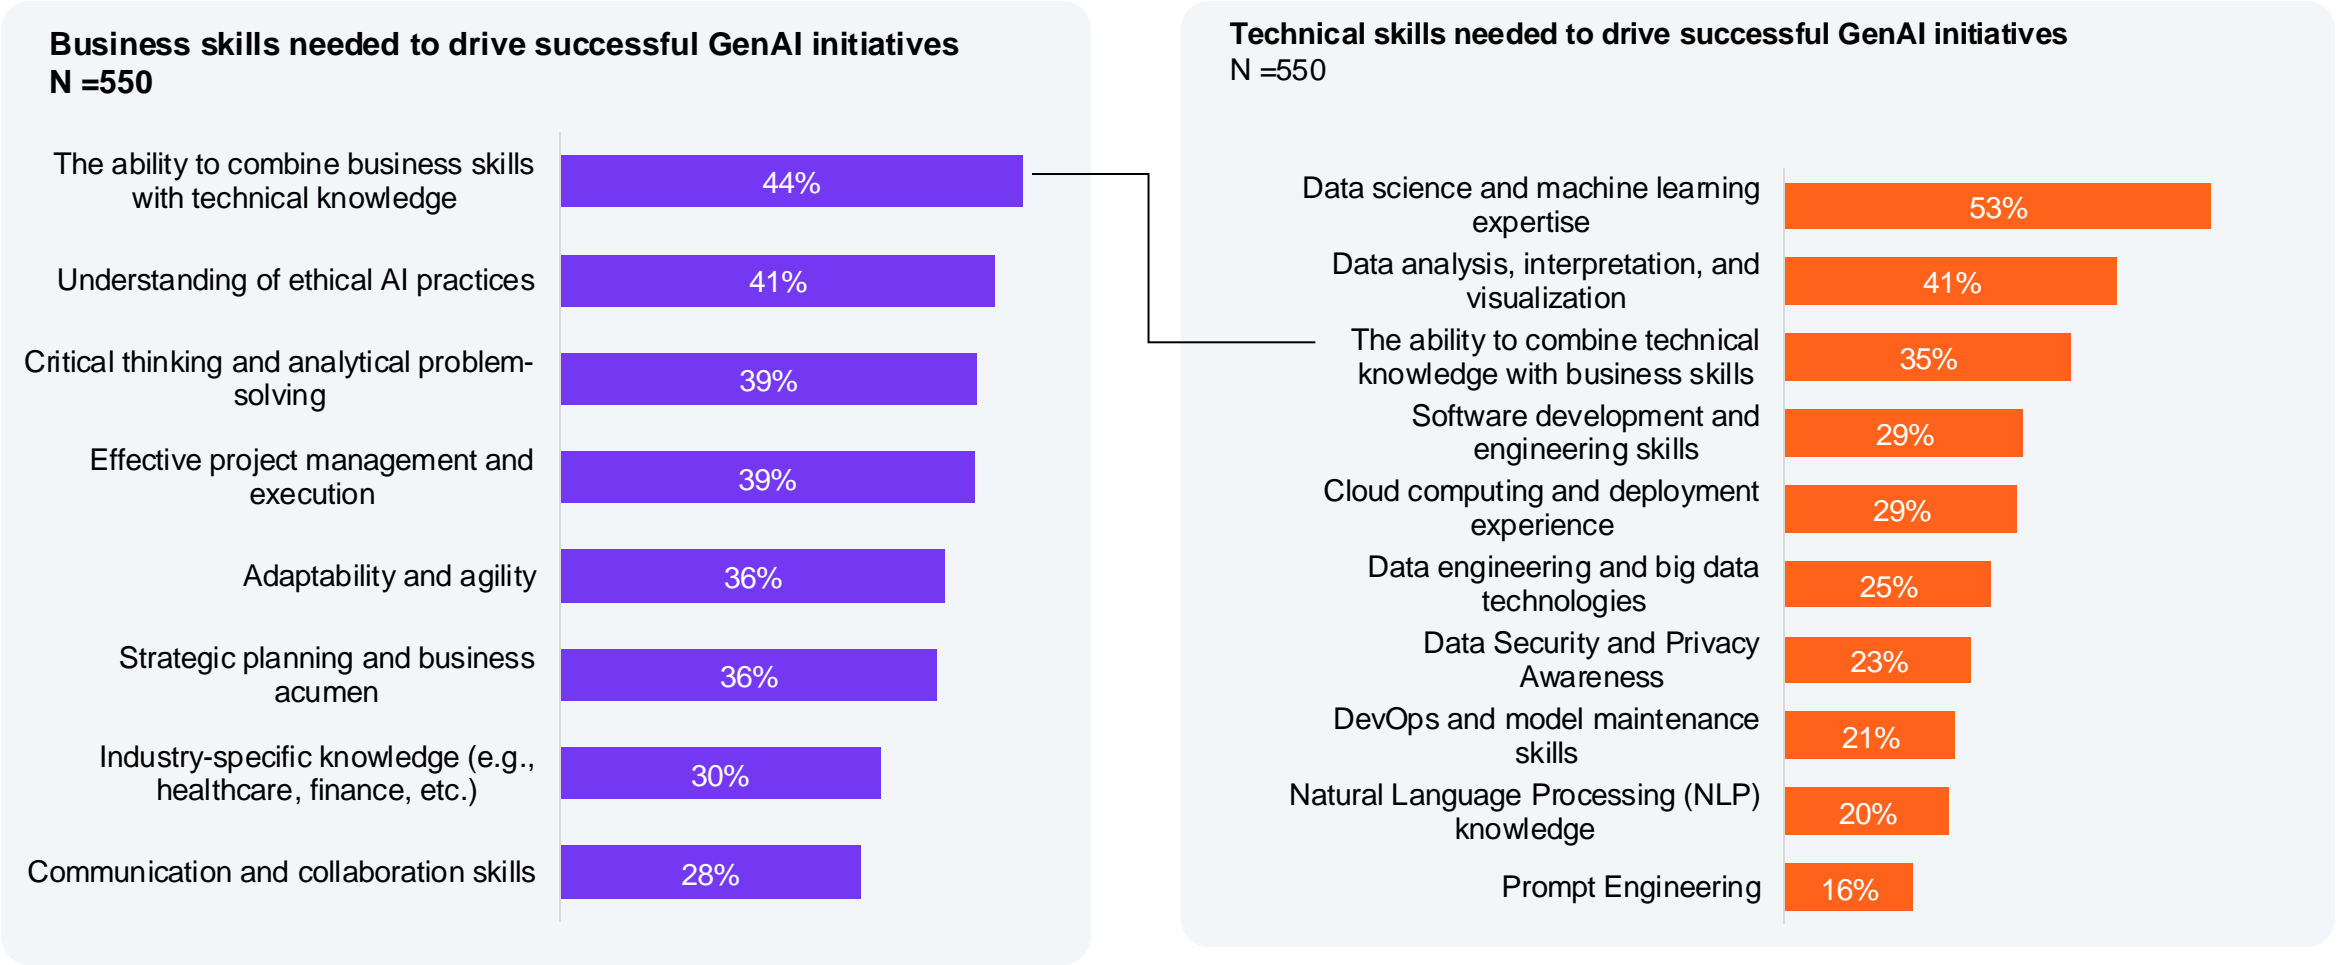 Business skills needed to drive successful GenAI initiatives
N =550
The ability to combine business skills
with technical knowledge
44%
Understanding of ethical AI practices
41%
Critical thinking and analytical problem-
solving
39%
Effective project management and
execution
39%
Adaptability and agility
36%
Strategic planning and business
acumen
36%
Industry-specific knowledge (e.g.,
healthcare, finance, etc.)
30%
Communication and collaboration skills
28%
Technical skills needed to drive successful GenAI initiatives
N =550
Data science and machine learning
expertise
53%
Data analysis, interpretation, and
visualization
41%
The ability to combine technical
knowledge with business skills
35%
Software development and
engineering skills
29%
Cloud computing and deployment
experience
29%
Data engineering and big data
technologies
25%
Data Security and Privacy
Awareness
23%
DevOps and model maintenance
skills
21%
Natural Language Processing (NLP)
knowledge
20%
Prompt Engineering
16%